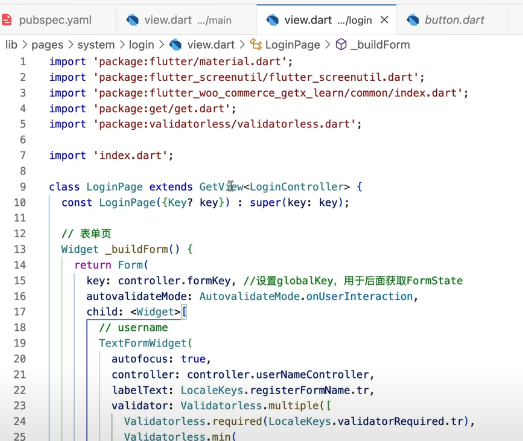 pubspec.yaml view.dart .../main view.dart .../login × button.dart
lib > pages > system > login > view.dart > LoginPage > _buildForm
1 import 'package:flutter/material.dart';
2 import 'package:flutter_screenutil/flutter_screenutil.dart';
3 import 'package:flutter_woo_commerce_getx_learn/common/index.dart';
4 import 'package:get/get.dart';
5 import 'package:validatorless/validatorless.dart';
6
7 import 'index.dart';
8
9 class LoginPage extends GetView<LoginController> {
10 const LoginPage({Key? key}) : super(key: key);
11
12 // 表单页
13 Widget _buildForm() {
14 return Form(
15 key: controller.formKey, //设置globalKey，用于后面获取FormState
16 autovalidateMode: AutovalidateMode.onUserInteraction,
17 child: <Widget>[
18 // username
19 TextFormWidget(
20 autofocus: true,
21 controller: controller.userNameController,
22 labelText: LocaleKeys.registerFormName.tr,
23 validator: Validatorless.multiple([
24 Validatorless.required(LocaleKeys.validatorRequired.tr),
25 Validatorless.min(